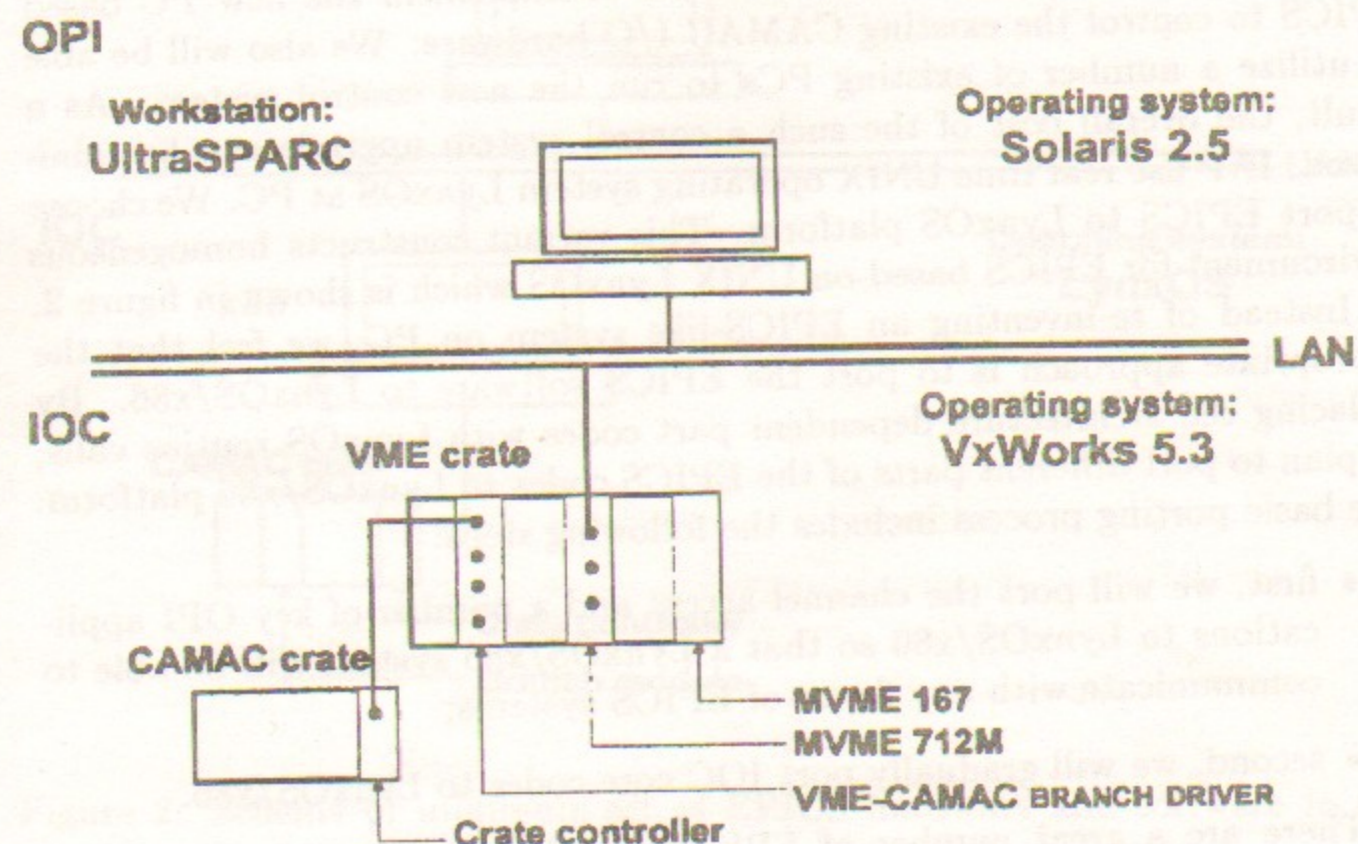 OPI
Workstation:
UltraSPARC
Operating system:
Solaris 2.5
LAN
IOC
Operating system:
VxWorks 5.3
VME crate
CAMAC crate
MVME 167
MVME 712M
VME-CAMAC BRANCH DRIVER
Crate controller